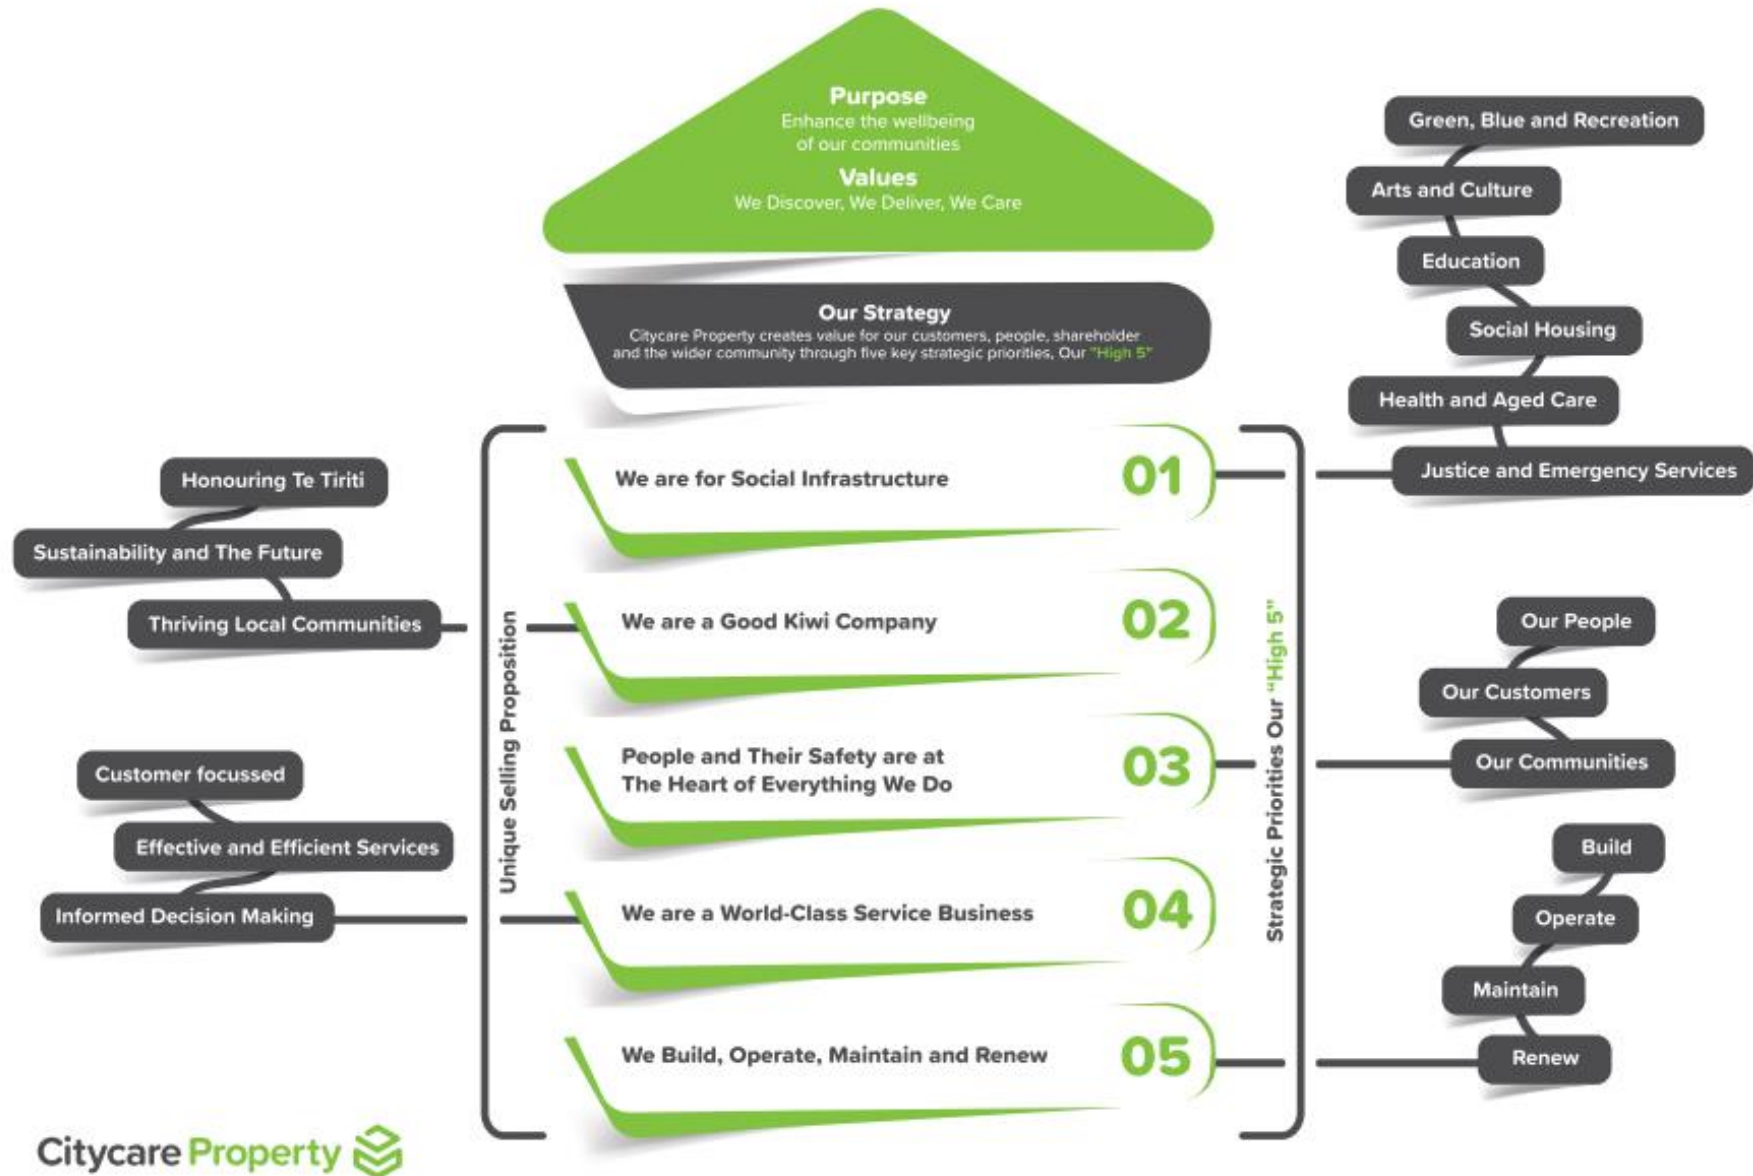 Purpose
Enhance the wellbeing
of our communities
Values
We Discover, We Deliver, We Care
Our Strategy
Citycare Property creates value for our customers, people, shareholder
and the wider community through five key strategic priorities, Our "High 5"
Unique Selling Proposition
Strategic Priorities Our "High 5"
We are for Social Infrastructure
01
Green, Blue and Recreation
Arts and Culture
Education
Social Housing
Health and Aged Care
Justice and Emergency Services
Honouring Te Tiriti
Sustainability and The Future
Thriving Local Communities
We are a Good Kiwi Company
02
People and Their Safety are at
The Heart of Everything We Do
03
Our People
Our Customers
Our Communities
Customer focussed
Effective and Efficient Services
Informed Decision Making
We are a World-Class Service Business
04
We Build, Operate, Maintain and Renew
05
Build
Operate
Maintain
Renew
Citycare Property